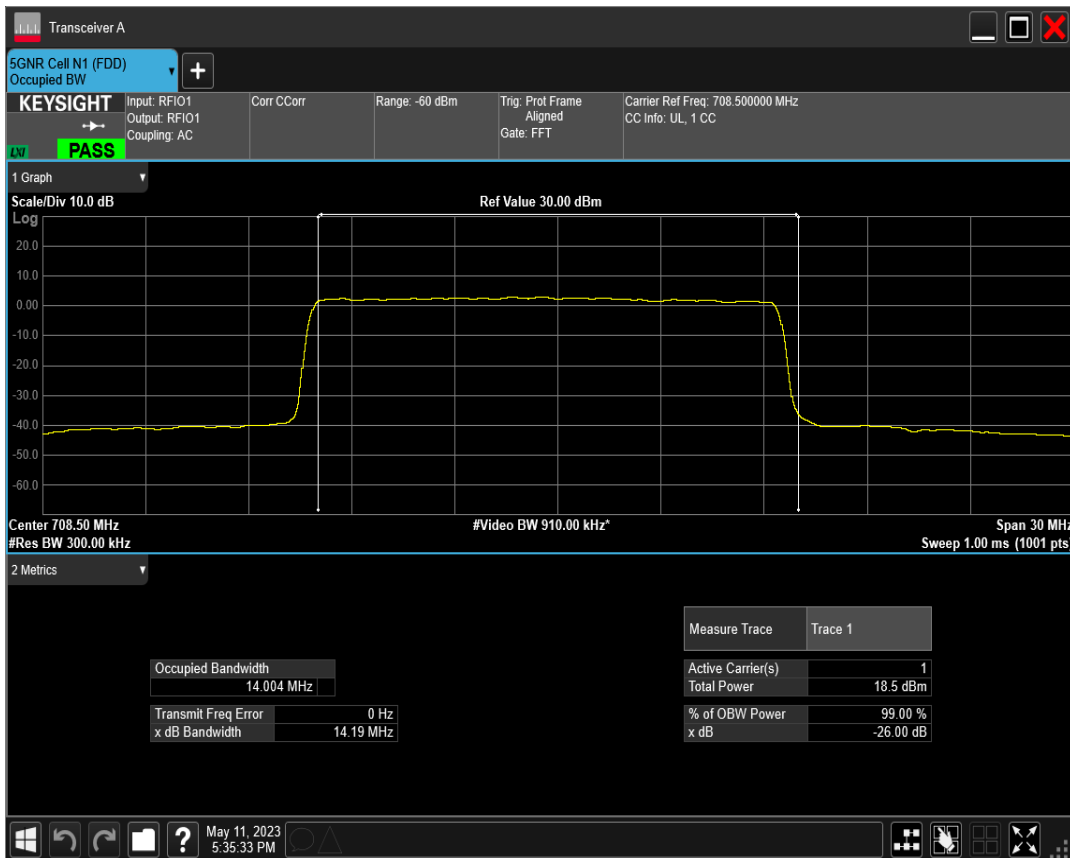 Transceiver A
5GNR Cell N1 (FDD)
Occupied BW
+
KEYSIGHT
LXI
PASS
Input: RFIO1
Output: RFIO1
Coupling: AC
Corr CCorr
Range: -60 dBm
Trig: Prot Frame
Aligned
Gate: FFT
Carrier Ref Freq: 708.500000 MHz
CC Info: UL, 1 CC
1 Graph
Scale/Div 10.0 dB
Ref Value 30.00 dBm
Log
20.0
10.0
0.00
-10.0
-20.0
-30.0
-40.0
-50.0
-60.0
Center 708.50 MHz
#Video BW 910.00 kHz*
Span 30 MHz
#Res BW 300.00 kHz
Sweep 1.00 ms (1001 pts)
2 Metrics
Measure Trace Trace 1
Occupied Bandwidth
14.004 MHz
Active Carrier(s) 1
Total Power 18.5 dBm
Transmit Freq Error 0 Hz
x dB Bandwidth 14.19 MHz
% of OBW Power 99.00 %
x dB -26.00 dB
?
May 11, 2023
5:35:33 PM